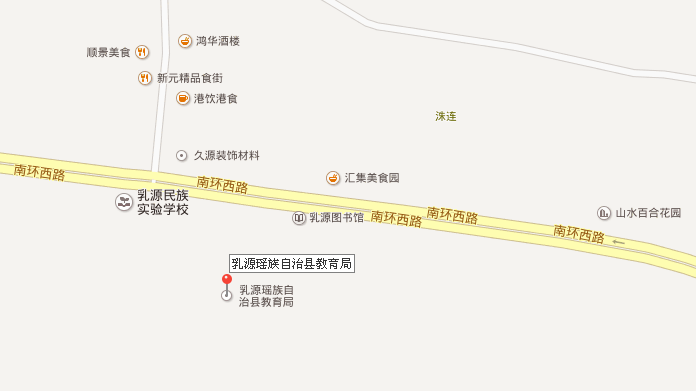 鸿华酒楼
顺景美食
新元精品食街
港饮港食
洙连
久源装饰材料
南环西路
汇集美食园
南环西路
乳源民族
实验学校
山水百合花园
南环西路
乳源图书馆
南环西路
南环西路
乳源瑶族自治县教育局
乳源瑶族自
治县教育局